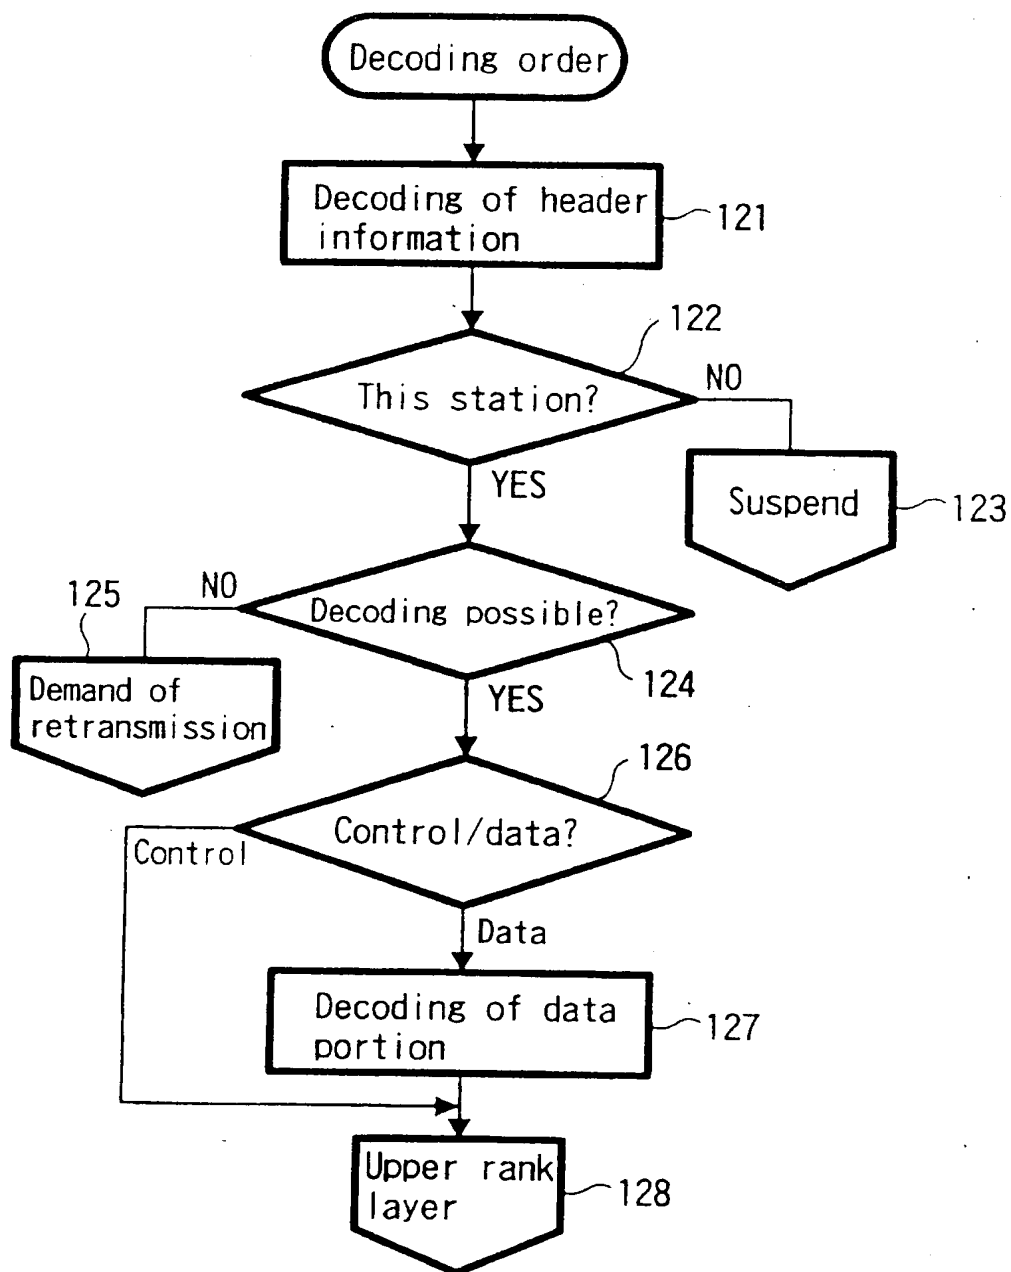 Decoding order
Decoding of header
information
121
122
This station?
NO
YES
Suspend
123
125
NO
Decoding possible?
124
Demand of
retransmission
YES
126
Control/data?
Control
Data
Decoding of data
portion
127
Upper rank
layer
128